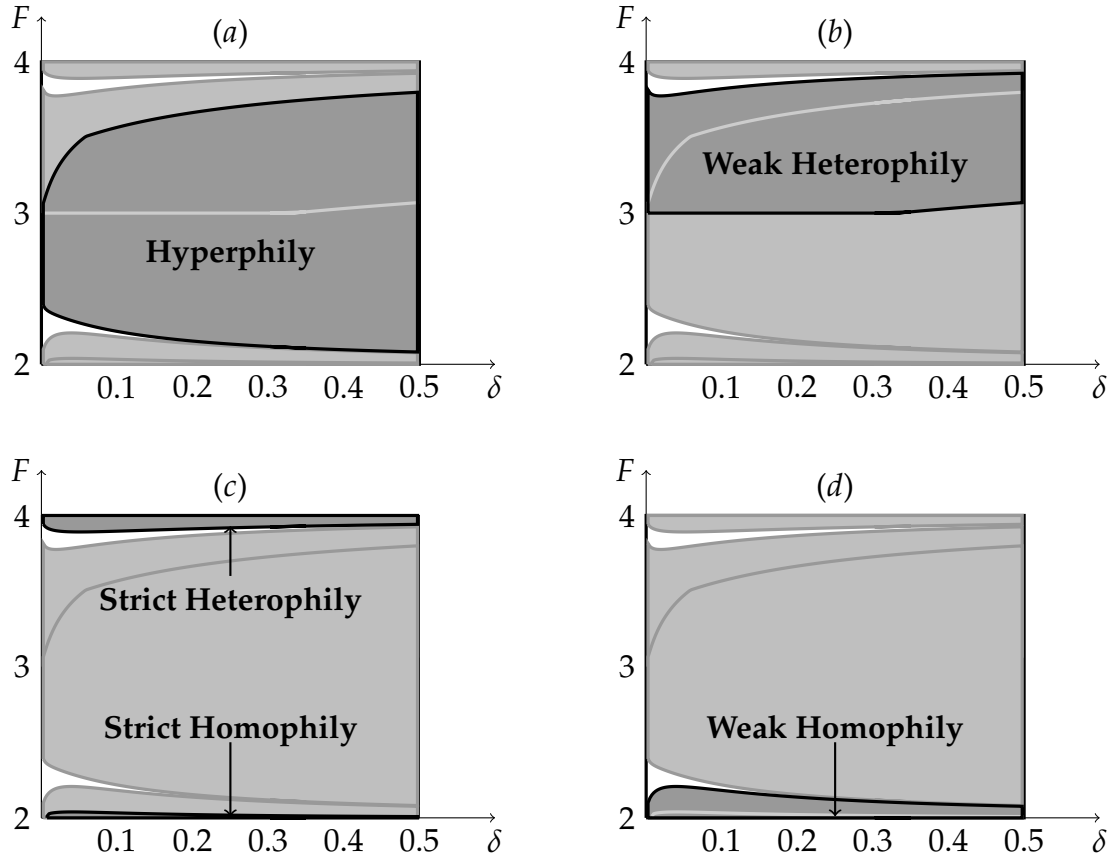 (a)
F
4
3
2
Hyperphily
0.1 0.2 0.3 0.4 0.5 δ
(b)
F
4
3
2
Weak Heterophily
0.1 0.2 0.3 0.4 0.5 δ
(c)
F
4
3
2
Strict Heterophily
Strict Homophily
0.1 0.2 0.3 0.4 0.5 δ
(d)
F
4
3
2
Weak Homophily
0.1 0.2 0.3 0.4 0.5 δ